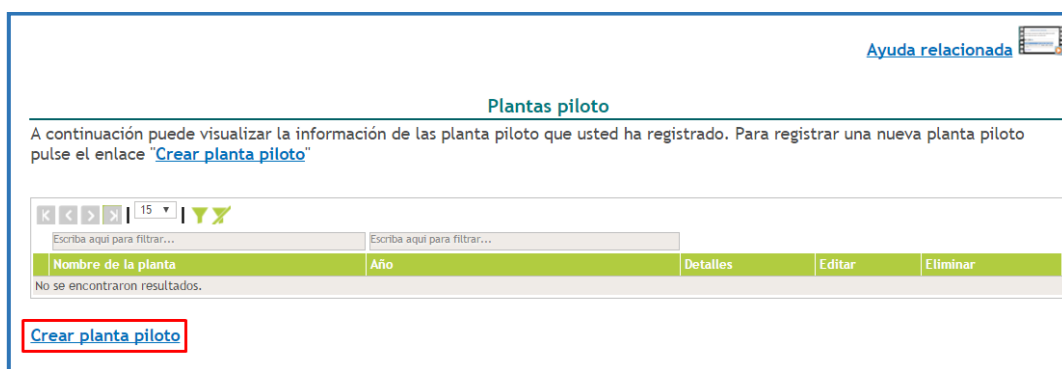 Ayuda relacionada
Plantas piloto
A continuación puede visualizar la información de las planta piloto que usted ha registrado. Para registrar una nueva planta piloto
pulse el enlace "Crear planta piloto"
15
Escriba aquí para filtrar... Escriba aquí para filtrar...
Nombre de la planta Año Detalles Editar Eliminar
No se encontraron resultados.
Crear planta piloto